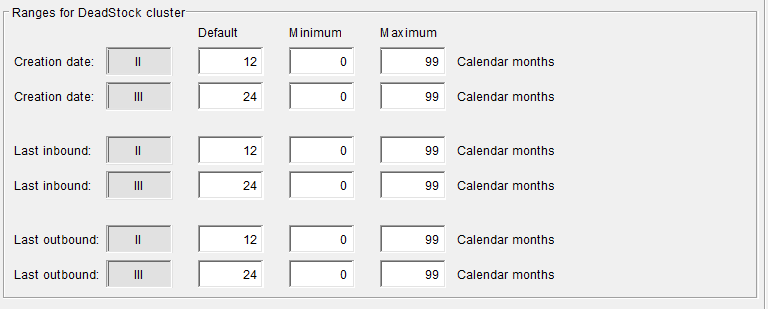 Ranges for DeadStock cluster
Default Minimum Maximum
Creation date: II 12 0 99 Calendar months
Creation date: III 24 0 99 Calendar months
Last inbound: II 12 0 99 Calendar months
Last inbound: III 24 0 99 Calendar months
Last outbound: II 12 0 99 Calendar months
Last outbound: III 24 0 99 Calendar months